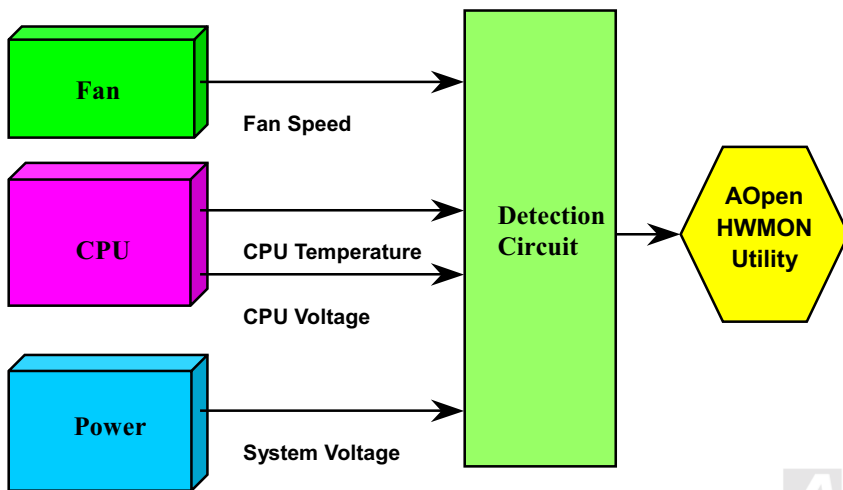 Fan
Fan Speed
CPU
CPU Temperature
CPU Voltage
Power
System Voltage
Detection
Circuit
AOpen
HWMON
Utility